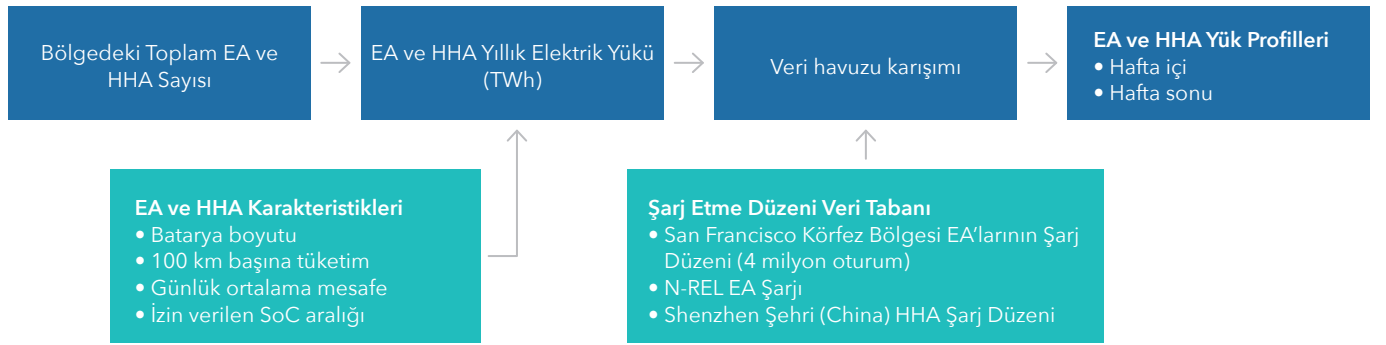 Bölgedeki Toplam EA ve
HHA Sayısı
EA ve HHA Yıllık Elektrik Yükü
(TWh)
Veri havuzu karışımı
EA ve HHA Yük Profilleri
• Hafta içi
• Hafta sonu
EA ve HHA Karakteristikleri
• Batarya boyutu
• 100 km başına tüketim
• Günlük ortalama mesafe
• İzin verilen SoC aralığı
Şarj Etme Düzeni Veri Tabanı
• San Francisco Körfez Bölgesi EA’larının Şarj
Düzeni (4 milyon oturum)
• N-REL EA Şarjı
• Shenzhen Şehri (China) HHA Şarj Düzeni